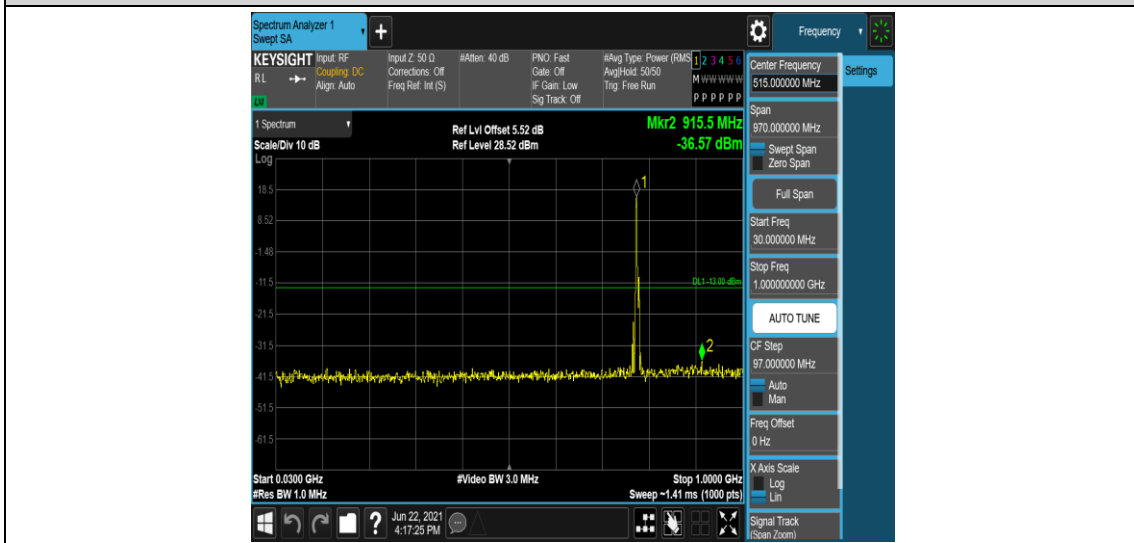 Spectrum Analyzer 1
Swept SA
+
Frequency
KEYSIGHT
RL
LXI
Input: RF
Coupling: DC
Align: Auto
Input Z: 50 Ω
Corrections: Off
Freq Ref: Int (S)
#Atten: 40 dB
PNO: Fast
Gate: Off
IF Gain: Low
Sig Track: Off
#Avg Type: Power (RMS
Avg|Hold: 50/50
Trig: Free Run
1 2 3 4 5 6
M W W W W W
P P P P P P
1 Spectrum
Scale/Div 10 dB
Ref Lvl Offset 5.52 dB
Ref Level 28.52 dBm
Mkr2 915.5 MHz
-36.57 dBm
Log
18.5
8.52
-1.48
-11.5
-21.5
-31.5
-41.5
-51.5
-61.5
1
DL1 -13.00 dBm
2
Start 0.0300 GHz
#Res BW 1.0 MHz
#Video BW 3.0 MHz
Stop 1.0000 GHz
Sweep ~1.41 ms (1000 pts)
?
Jun 22, 2021
4:17:25 PM
Center Frequency
515.000000 MHz
Settings
Span
970.000000 MHz
Swept Span
Zero Span
Full Span
Start Freq
30.000000 MHz
Stop Freq
1.000000000 GHz
AUTO TUNE
CF Step
97.000000 MHz
Auto
Man
Freq Offset
0 Hz
X Axis Scale
Log
Lin
Signal Track
(Span Zoom)